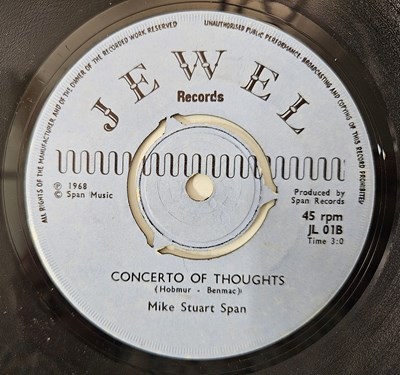 ALL RIGHTS OF THE MANUFACTURER AND OF THE OWNER OF THE RECORDED WORK RESERVED
UNAUTHORISED PUBLIC PERFORMANCE, BROADCASTING AND COPYING OF THIS RECORD PROHIBITED
JEWEL
Records
℗ 1968
© Span Music
Produced by
Span Records
45 rpm
JL 01B
Time 3:0
CONCERTO OF THOUGHTS
(Hobmur - Benmac)
Mike Stuart Span